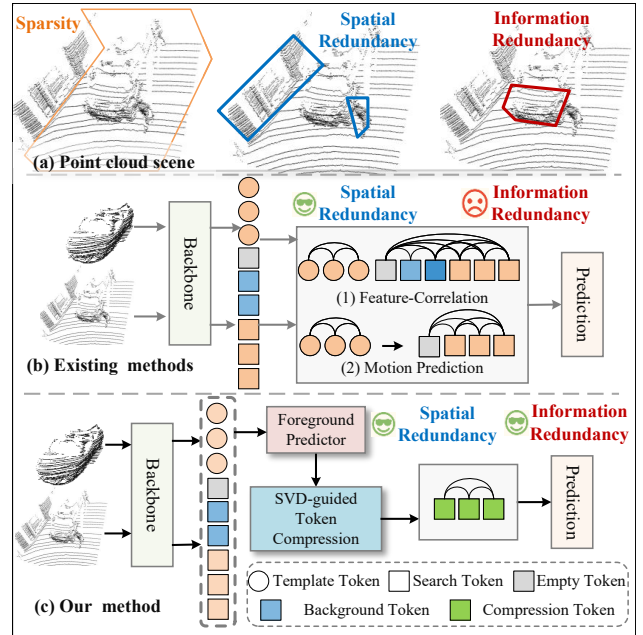 Sparsity
Spatial
Redundancy
Information
Redundancy
(a) Point cloud scene
Spatial
Redundancy
Information
Redundancy
Backbone
(1) Feature-Correlation
(2) Motion Prediction
Prediction
(b) Existing methods
Foreground
Predictor
Spatial
Redundancy
Information
Redundancy
Backbone
SVD-guided
Token
Compression
Prediction
Template Token
Search Token
Empty Token
Background Token
Compression Token
(c) Our method